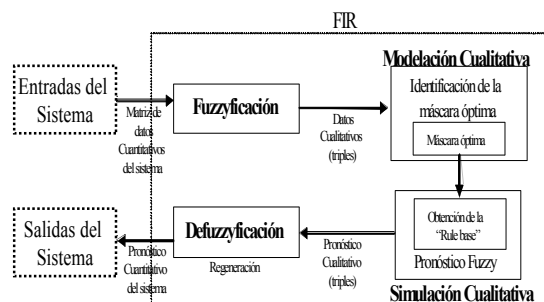 FIR
Modelación Cualitativa
Entradas del
Sistema
Matriz de
datos
Cuantitativos
del sistema
Fuzzyficación
Datos
Cualitativos
(triples)
Identificación de la
máscara óptima
Máscara óptima
Salidas del
Sistema
Pronóstico
Cuantitativo
del sistema
Defuzzyficación
Regeneración
Pronóstico
Cualitativo
(triples)
Obtención de la
“Rule base”
Pronóstico Fuzzy
Simulación Cualitativa